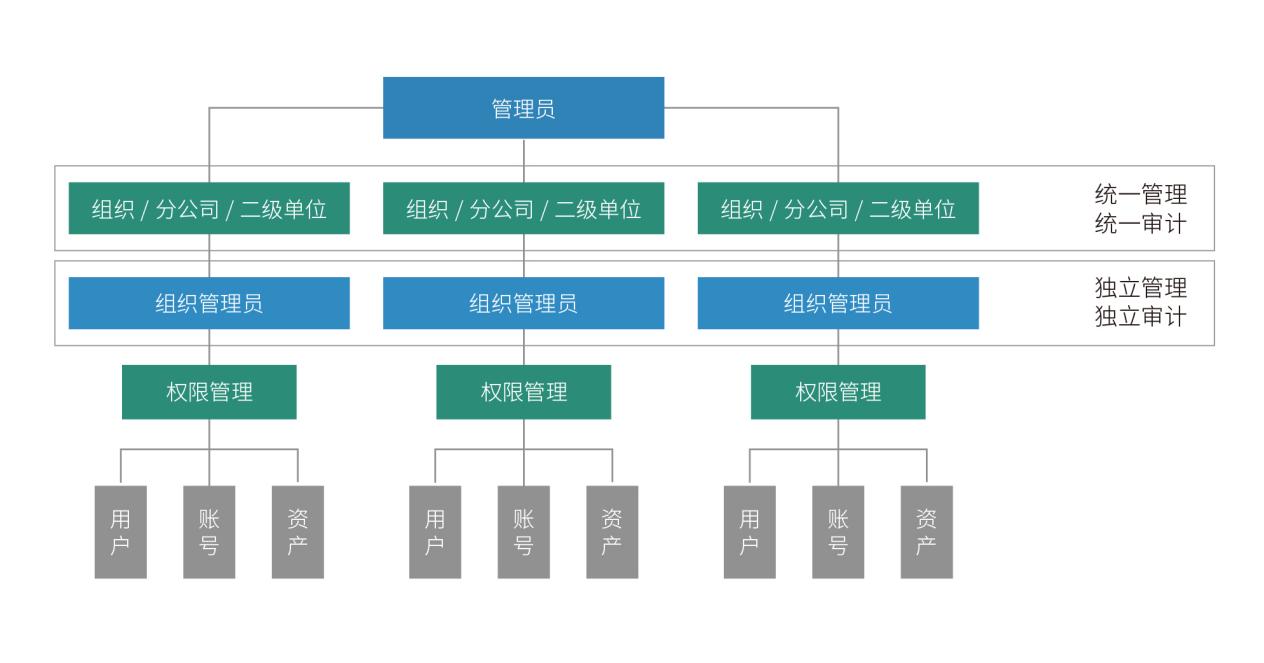 管理员
组织 / 分公司 / 二级单位
组织 / 分公司 / 二级单位
组织 / 分公司 / 二级单位
统一管理
统一审计
组织管理员
组织管理员
组织管理员
独立管理
独立审计
权限管理
权限管理
权限管理
用户
账号
资产
用户
账号
资产
用户
账号
资产